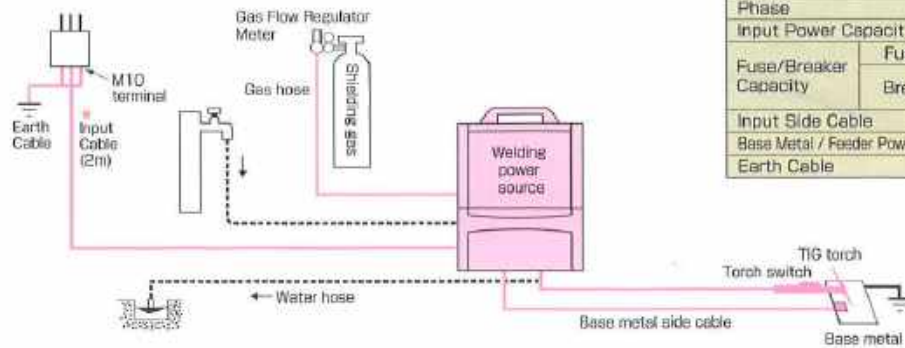 Gas Flow Regulator
Meter
M10
terminal
Gas hose
Shielding gas
Earth
Cable
*
Input
Cable
(2m)
Welding
power
source
TIG torch
Torch switch
Water hose
Base metal side cable
Base metal
Phase
Input Power Capacit
Fuse/Breaker
Capacity
Fu
Bre
Input Side Cable
Base Metal / Feeder Pow
Earth Cable